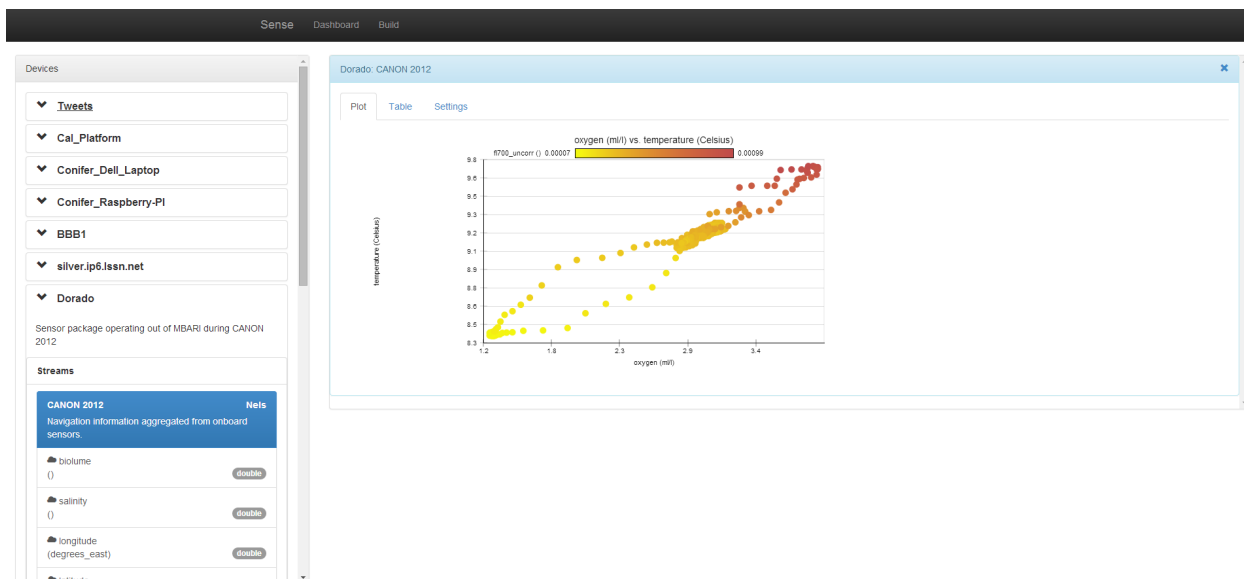 Sense Dashboard Build
Devices
Tweets
Cal_Platform
Conifer_Dell_Laptop
Conifer_Raspberry-PI
BBB1
silver.ip6.lssn.net
Dorado
Sensor package operating out of MBARI during CANON
2012
Streams
CANON 2012 Nels
Navigation information aggregated from onboard
sensors.
biolume
() double
salinity
() double
longitude
(degrees_east) double
Dorado: CANON 2012
Plot Table Settings
oxygen (ml/l) vs. temperature (Celsius)
fl700_uncorr () 0.00007 0.00099
temperature (Celsius)
9.8
9.6
9.5
9.3
9.2
9.1
8.9
8.8
8.6
8.5
8.3
1.2 1.8 2.3 2.9 3.4
oxygen (ml/l)